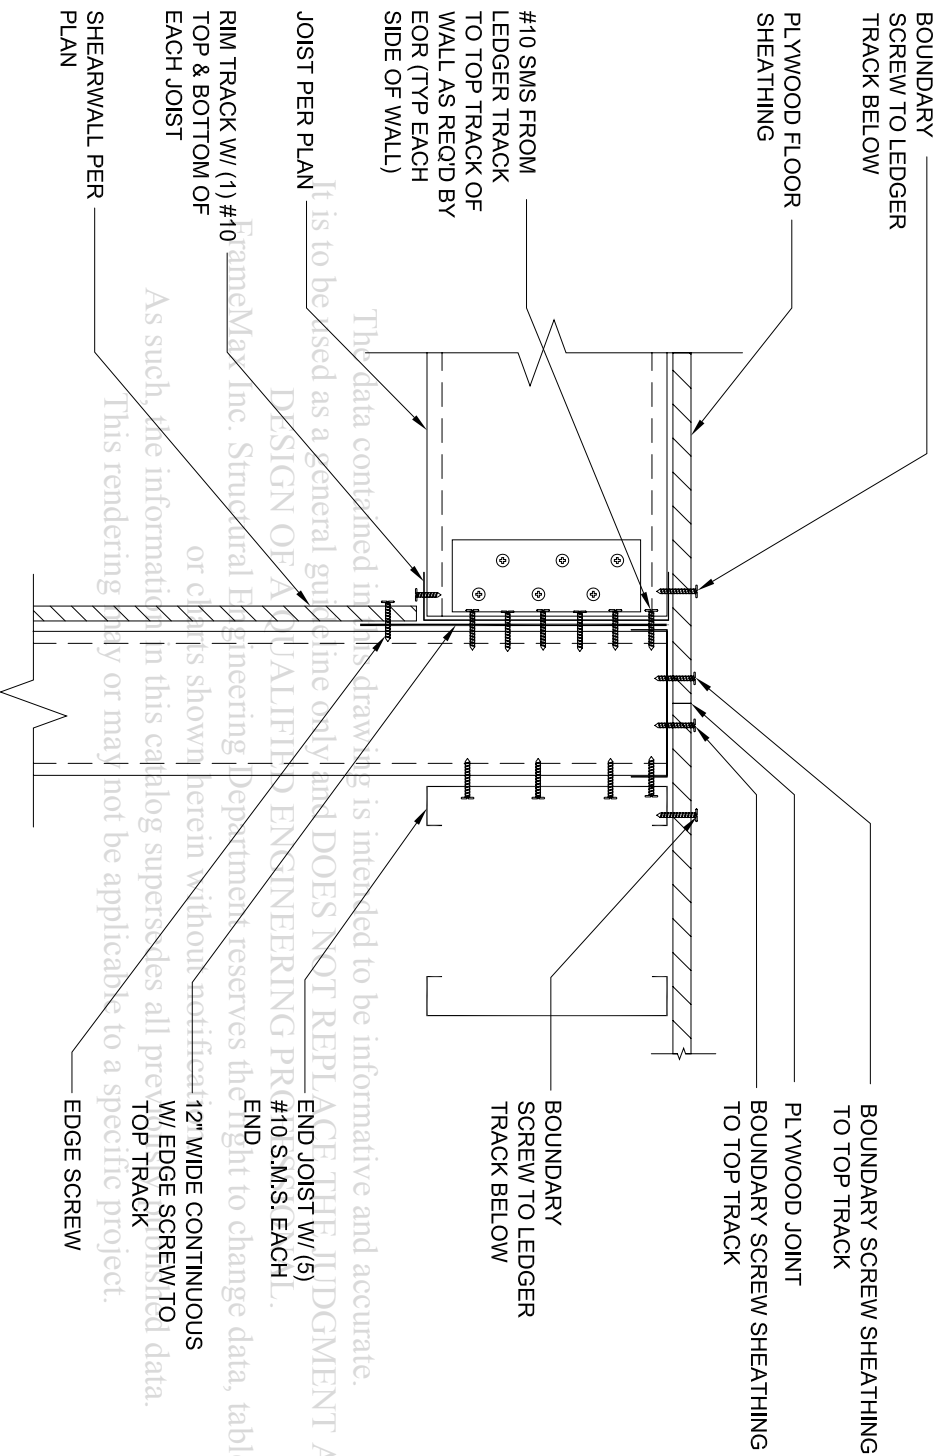 BOUNDARY
SCREW TO LEDGER
TRACK BELOW
PLYWOOD FLOOR
SHEATHING
#10 SMS FROM
LEDGER TRACK
TO TOP TRACK OF
WALL AS REQ'D BY
EOR (TYP EACH
SIDE OF WALL)
JOIST PER PLAN
RIM TRACK W/ (1) #10
TOP & BOTTOM OF
EACH JOIST
SHEARWALL PER
PLAN
BOUNDARY SCREW SHEATHING
TO TOP TRACK
PLYWOOD JOINT
BOUNDARY SCREW SHEATHING
TO TOP TRACK
BOUNDARY
SCREW TO LEDGER
TRACK BELOW
END JOIST W/ (5)
#10 S.M.S. EACH
END
12" WIDE CONTINUOUS
W/ EDGE SCREW TO
TOP TRACK
EDGE SCREW
The data contained in this drawing is intended to be informative and accurate.
It is to be used as a general guideline only and DOES NOT REPLACE THE JUDGMENT
DESIGN OF A QUALIFIED ENGINEERING
FrameMax Inc. Structural Engineering Department reserves the right to change data,
or charts shown herein without
As such, the information in this catalog supersedes all data.
This rendering may or may not be applicable to a specific project.